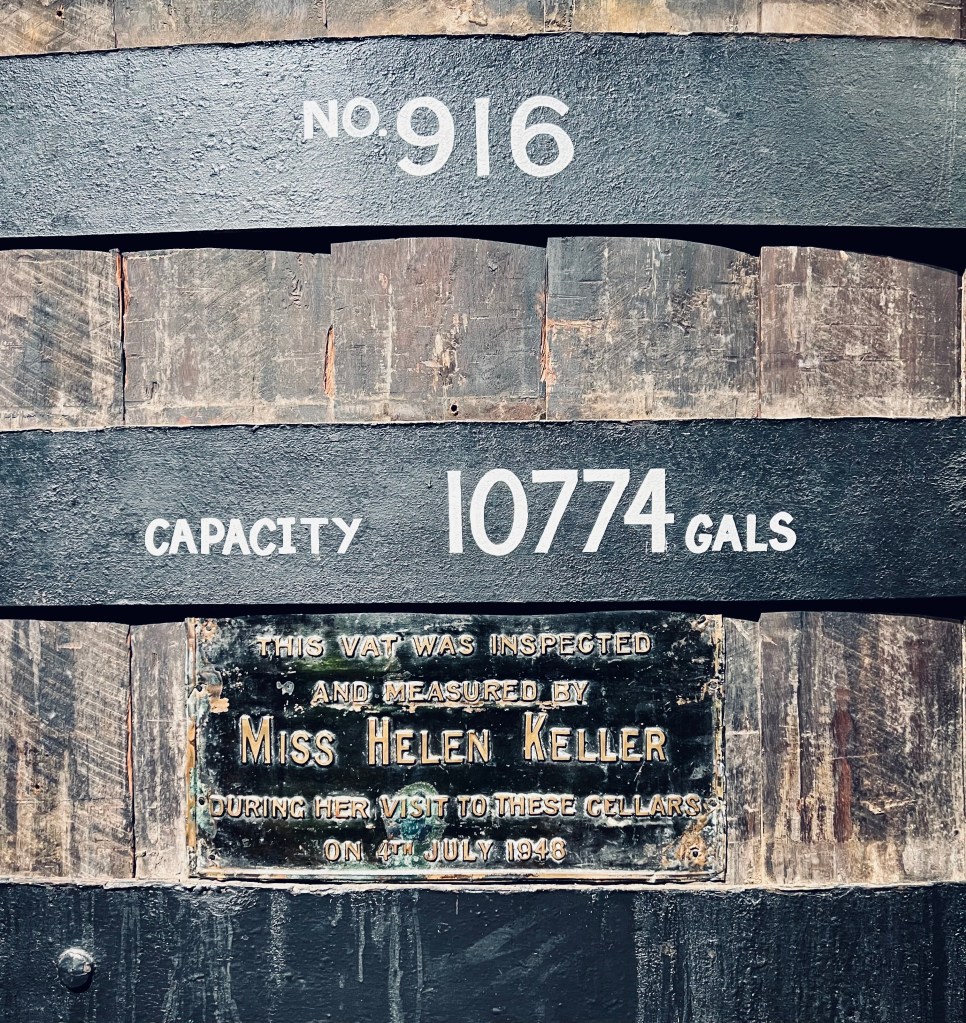 NO. 916
CAPACITY 10774 GALS
THIS VAT WAS INSPECTED
AND MEASURED BY
MISS HELEN KELLER
DURING HER VISIT TO THESE CELLARS
ON 4TH JULY 1948